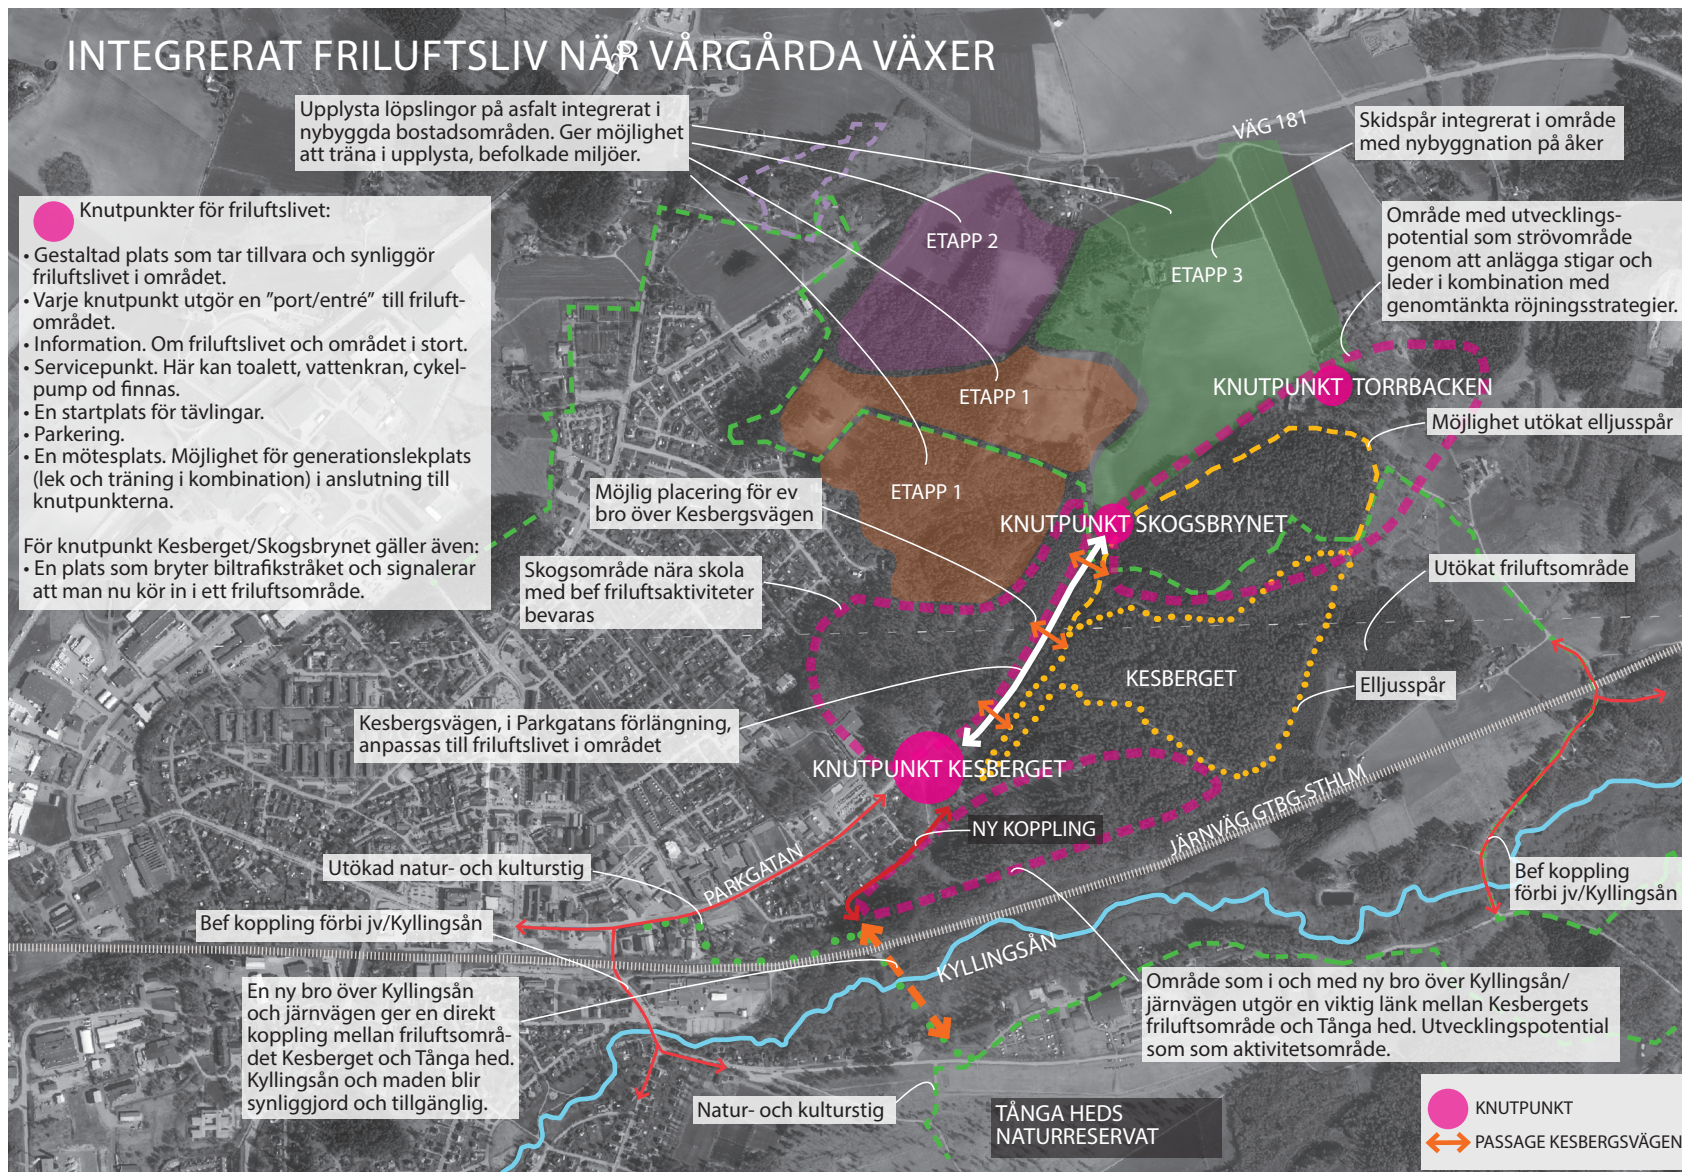 INTEGRERAT FRILUFTSLIV NÄR VÅRGÅRDA VÄXER
Upplysta löpslingor på asfalt integrerat i
nybyggda bostadsområden. Ger möjlighet
att träna i upplysta, befolkade miljöer.
VÄG 181
Skidspår integrerat i område
med nybyggnation på åker
Knutpunkter för friluftslivet:
• Gestaltad plats som tar tillvara och synliggör
friluftslivet i området.
• Varje knutpunkt utgör en ”port/entré” till friluft-
området.
• Information. Om friluftslivet och området i stort.
• Servicepunkt. Här kan toalett, vattenkran, cykel-
pump od finnas.
• En startplats för tävlingar.
• Parkering.
• En mötesplats. Möjlighet för generationslekplats
(lek och träning i kombination) i anslutning till
knutpunkterna.
För knutpunkt Kesberget/Skogsbrynet gäller även:
• En plats som bryter biltrafikstråket och signalerar
att man nu kör in i ett friluftsområde.
Område med utvecklings-
potential som strövområde
genom att anlägga stigar och
leder i kombination med
genomtänkta röjningsstrategier.
ETAPP 2
ETAPP 3
ETAPP 1
ETAPP 1
KNUTPUNKT TORRBACKEN
Möjlighet utökat elljusspår
Möjlig placering för ev
bro över Kesbergsvägen
KNUTPUNKT SKOGSBRYNET
Skogsområde nära skola
med bef friluftsaktiviteter
bevaras
Utökat friluftsområde
KESBERGET
Elljusspår
Kesbergsvägen, i Parkgatans förlängning,
anpassas till friluftslivet i området
KNUTPUNKT KESBERGET
NY KOPPLING
JÄRNVÄG GTBG-STHLM
PARKGATAN
Utökad natur- och kulturstig
Bef koppling
förbi jv/Kyllingsån
Bef koppling förbi jv/Kyllingsån
KYLLINGSÅN
En ny bro över Kyllingsån
och järnvägen ger en direkt
koppling mellan friluftsområ-
det Kesberget och Tånga hed.
Kyllingsån och maden blir
synliggjord och tillgänglig.
Område som i och med ny bro över Kyllingsån/
järnvägen utgör en viktig länk mellan Kesbergets
friluftsområde och Tånga hed. Utvecklingspotential
som som aktivitetsområde.
Natur- och kulturstig
TÅNGA HEDS
NATURRESERVAT
KNUTPUNKT
PASSAGE KESBERGSVÄGEN